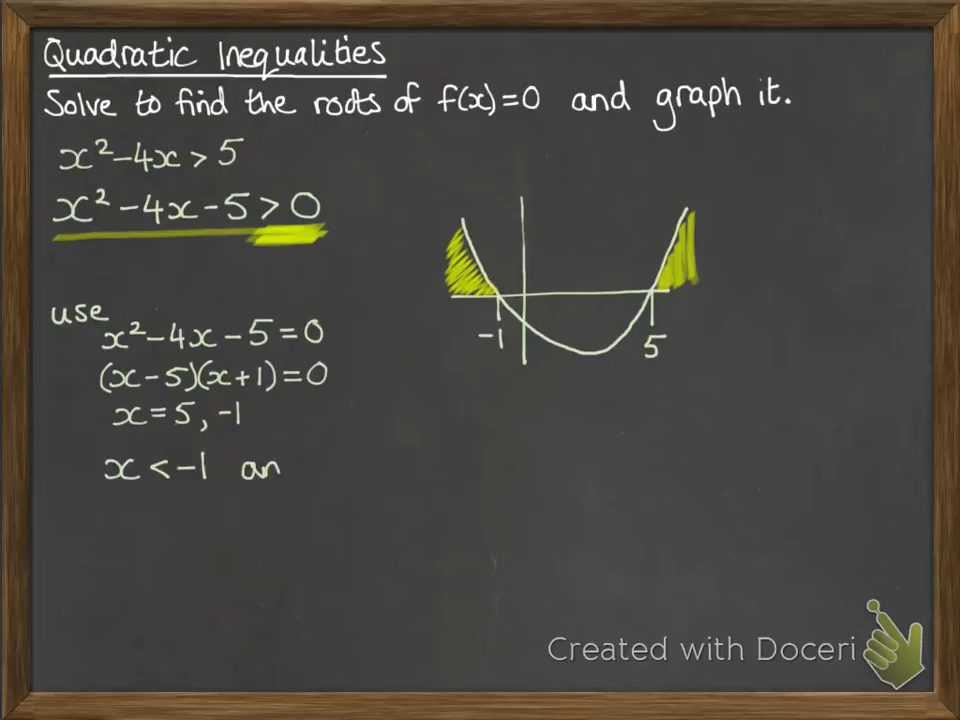 Quadratic Inequalities
Solve to find the roots of f(x)=0 and graph it.
x²-4x > 5
x²-4x-5 > 0
use
x²-4x-5=0
(x-5)(x+1)=0
x=5,-1
x<-1 an
-1
5
Created with Doceri